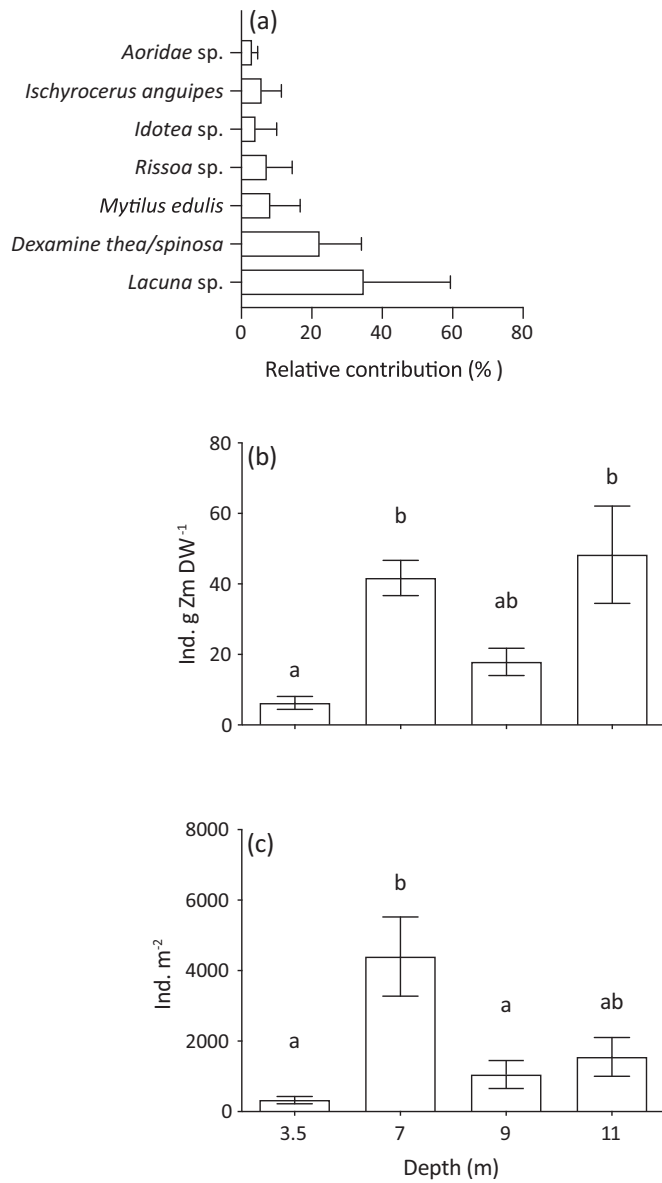 (a)
Aoridae sp.
Ischyrocerus anguipes
Idotea sp.
Rissoa sp.
Mytilus edulis
Dexamine thea/spinosa
Lacuna sp.
0 20 40 60 80
Relative contribution (% )
(b)
80
60
40
20
0
Ind. g Zm DW⁻¹
a b ab b
(c)
8000
6000
4000
2000
0
Ind. m⁻²
a b a ab
3.5 7 9 11
Depth (m)